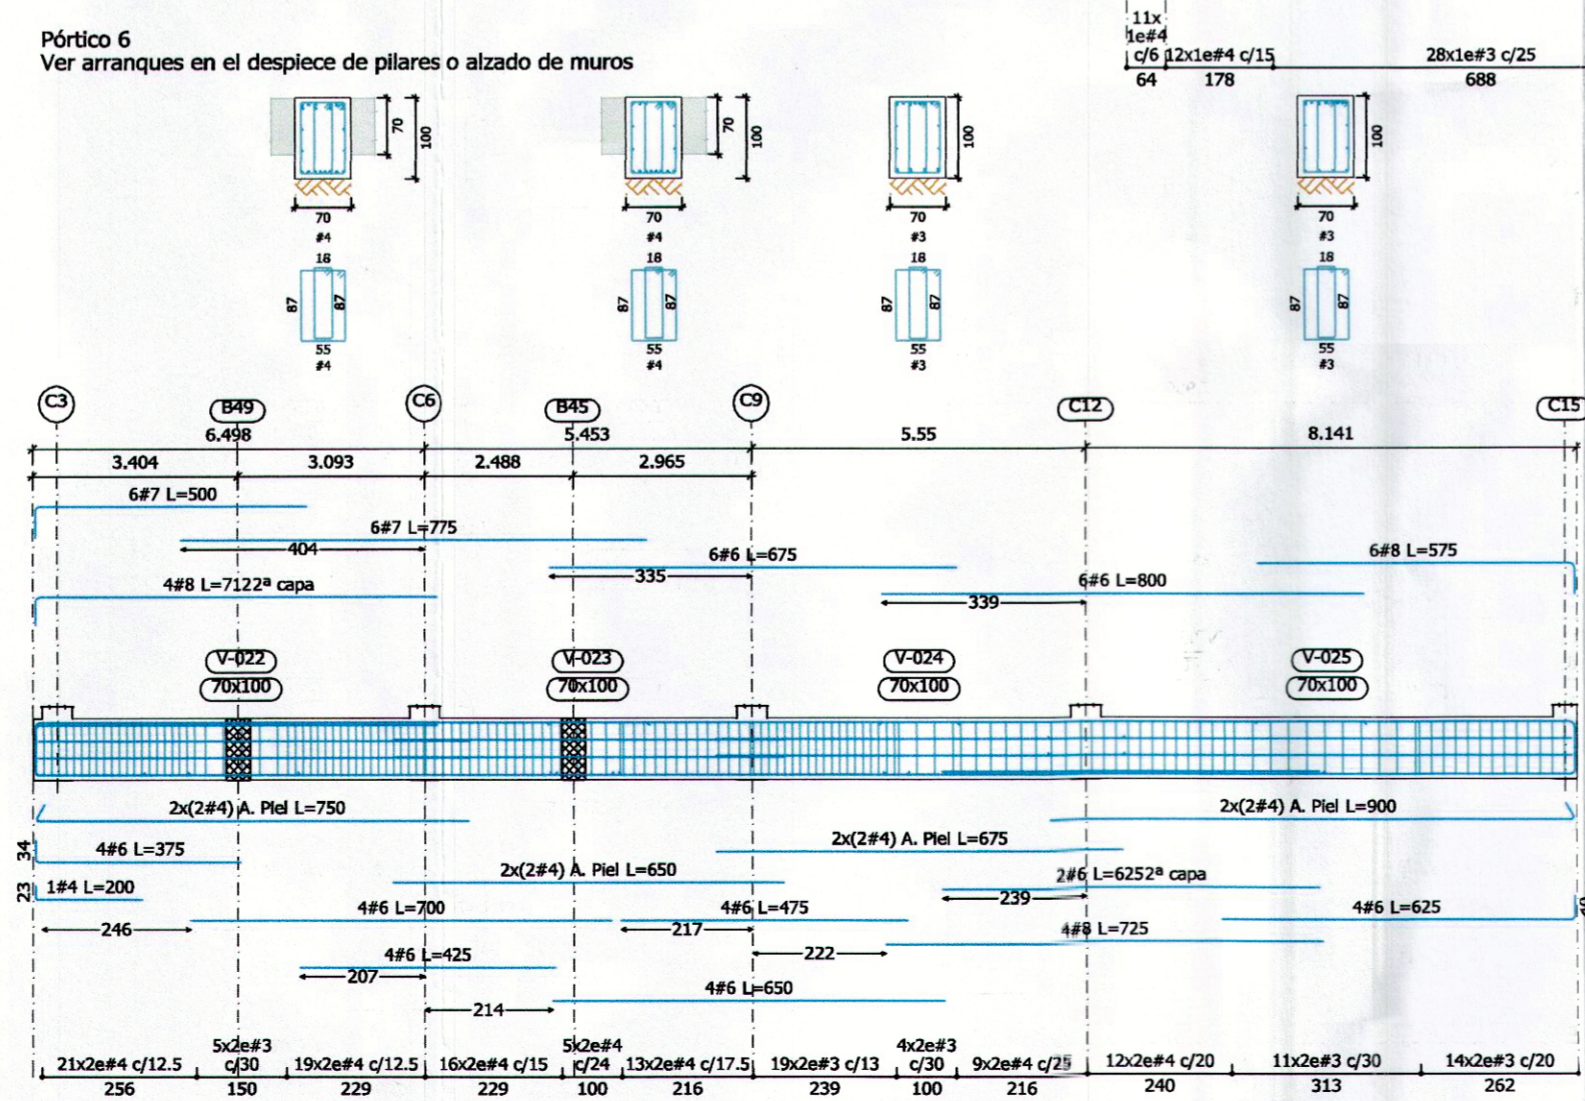 11x
1e#4
c/6 12x1e#4 c/15 28x1e#3 c/25
64 178 688
Pórtico 6
Ver arranques en el despiece de pilares o alzado de muros
70 100 70 100 100 100
70 70 70 70
#4 #4 #3 #3
18 18 18 18
87 87 87 87 87 87 87 87
55 55 55 55
#4 #4 #3 #3
C3 B49 C6 B45 C9 C12 C15
6.498 5.453 5.55 8.141
3.404 3.093 2.488 2.965
6#7 L=500
6#7 L=775
404
6#6 L=675
335
6#8 L=575
4#8 L=7122ª capa
6#6 L=800
339
V-022 V-023 V-024 V-025
70x100 70x100 70x100 70x100
2x(2#4) A. Piel L=750
2x(2#4) A. Piel L=900
34
4#6 L=375
2x(2#4) A. Piel L=675
2x(2#4) A. Piel L=650
2#6 L=6252ª capa
239
23
1#4 L=200
4#6 L=700
4#6 L=475
4#6 L=625
246
217
4#8 L=725
222
4#6 L=425
207
4#6 L=650
214
21x2e#4 c/12.5 5x2e#3 c/30 19x2e#4 c/12.5 16x2e#4 c/15 5x2e#4 c/24 13x2e#4 c/17.5 19x2e#3 c/13 4x2e#3 c/30 9x2e#4 c/25 12x2e#4 c/20 11x2e#3 c/30 14x2e#3 c/20
256 150 229 229 100 216 239 100 216 240 313 262